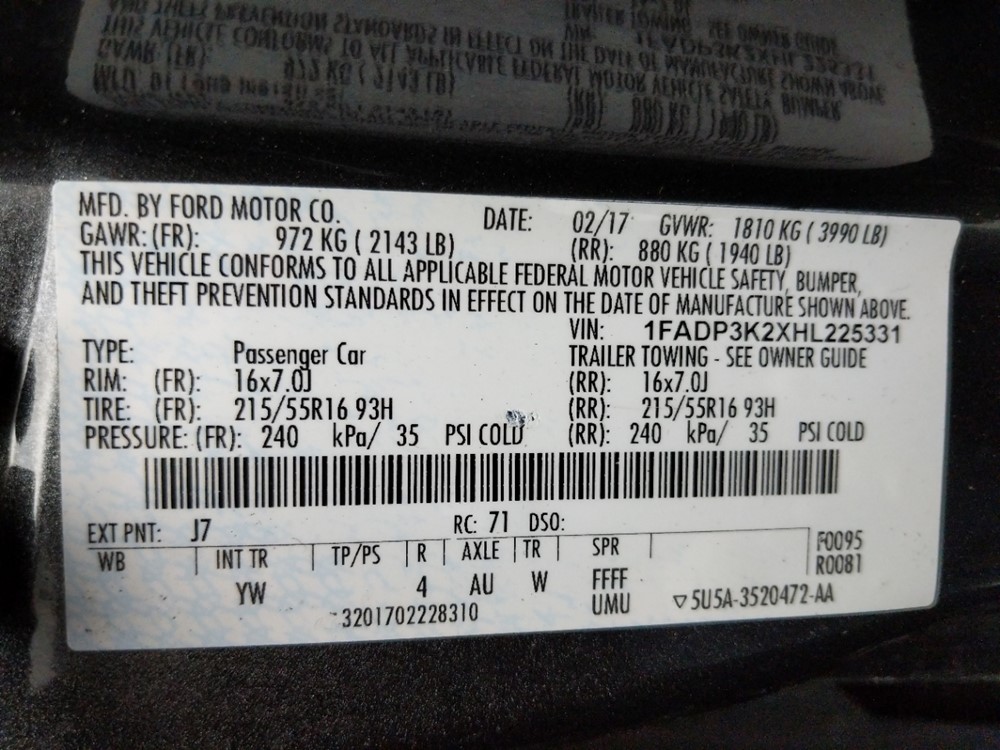 MFD. BY FORD MOTOR CO. DATE: 02/17 GVWR: 1810 KG ( 3990 LB)
GAWR: (FR): 972 KG ( 2143 LB) (RR): 880 KG ( 1940 LB)
THIS VEHICLE CONFORMS TO ALL APPLICABLE FEDERAL MOTOR VEHICLE SAFETY, BUMPER,
AND THEFT PREVENTION STANDARDS IN EFFECT ON THE DATE OF MANUFACTURE SHOWN ABOVE.
VIN: 1FADP3K2XHL225331
TYPE: Passenger Car TRAILER TOWING - SEE OWNER GUIDE
RIM: (FR): 16x7.0J (RR): 16x7.0J
TIRE: (FR): 215/55R16 93H (RR): 215/55R16 93H
PRESSURE: (FR): 240 kPa/ 35 PSI COLD (RR): 240 kPa/ 35 PSI COLD
EXT PNT: J7 RC: 71 DSO:
WB INT TR TP/PS R AXLE TR SPR F0095
R0081
YW 4 AU W FFFF
UMU ▽5U5A-3520472-AA
3201702228310